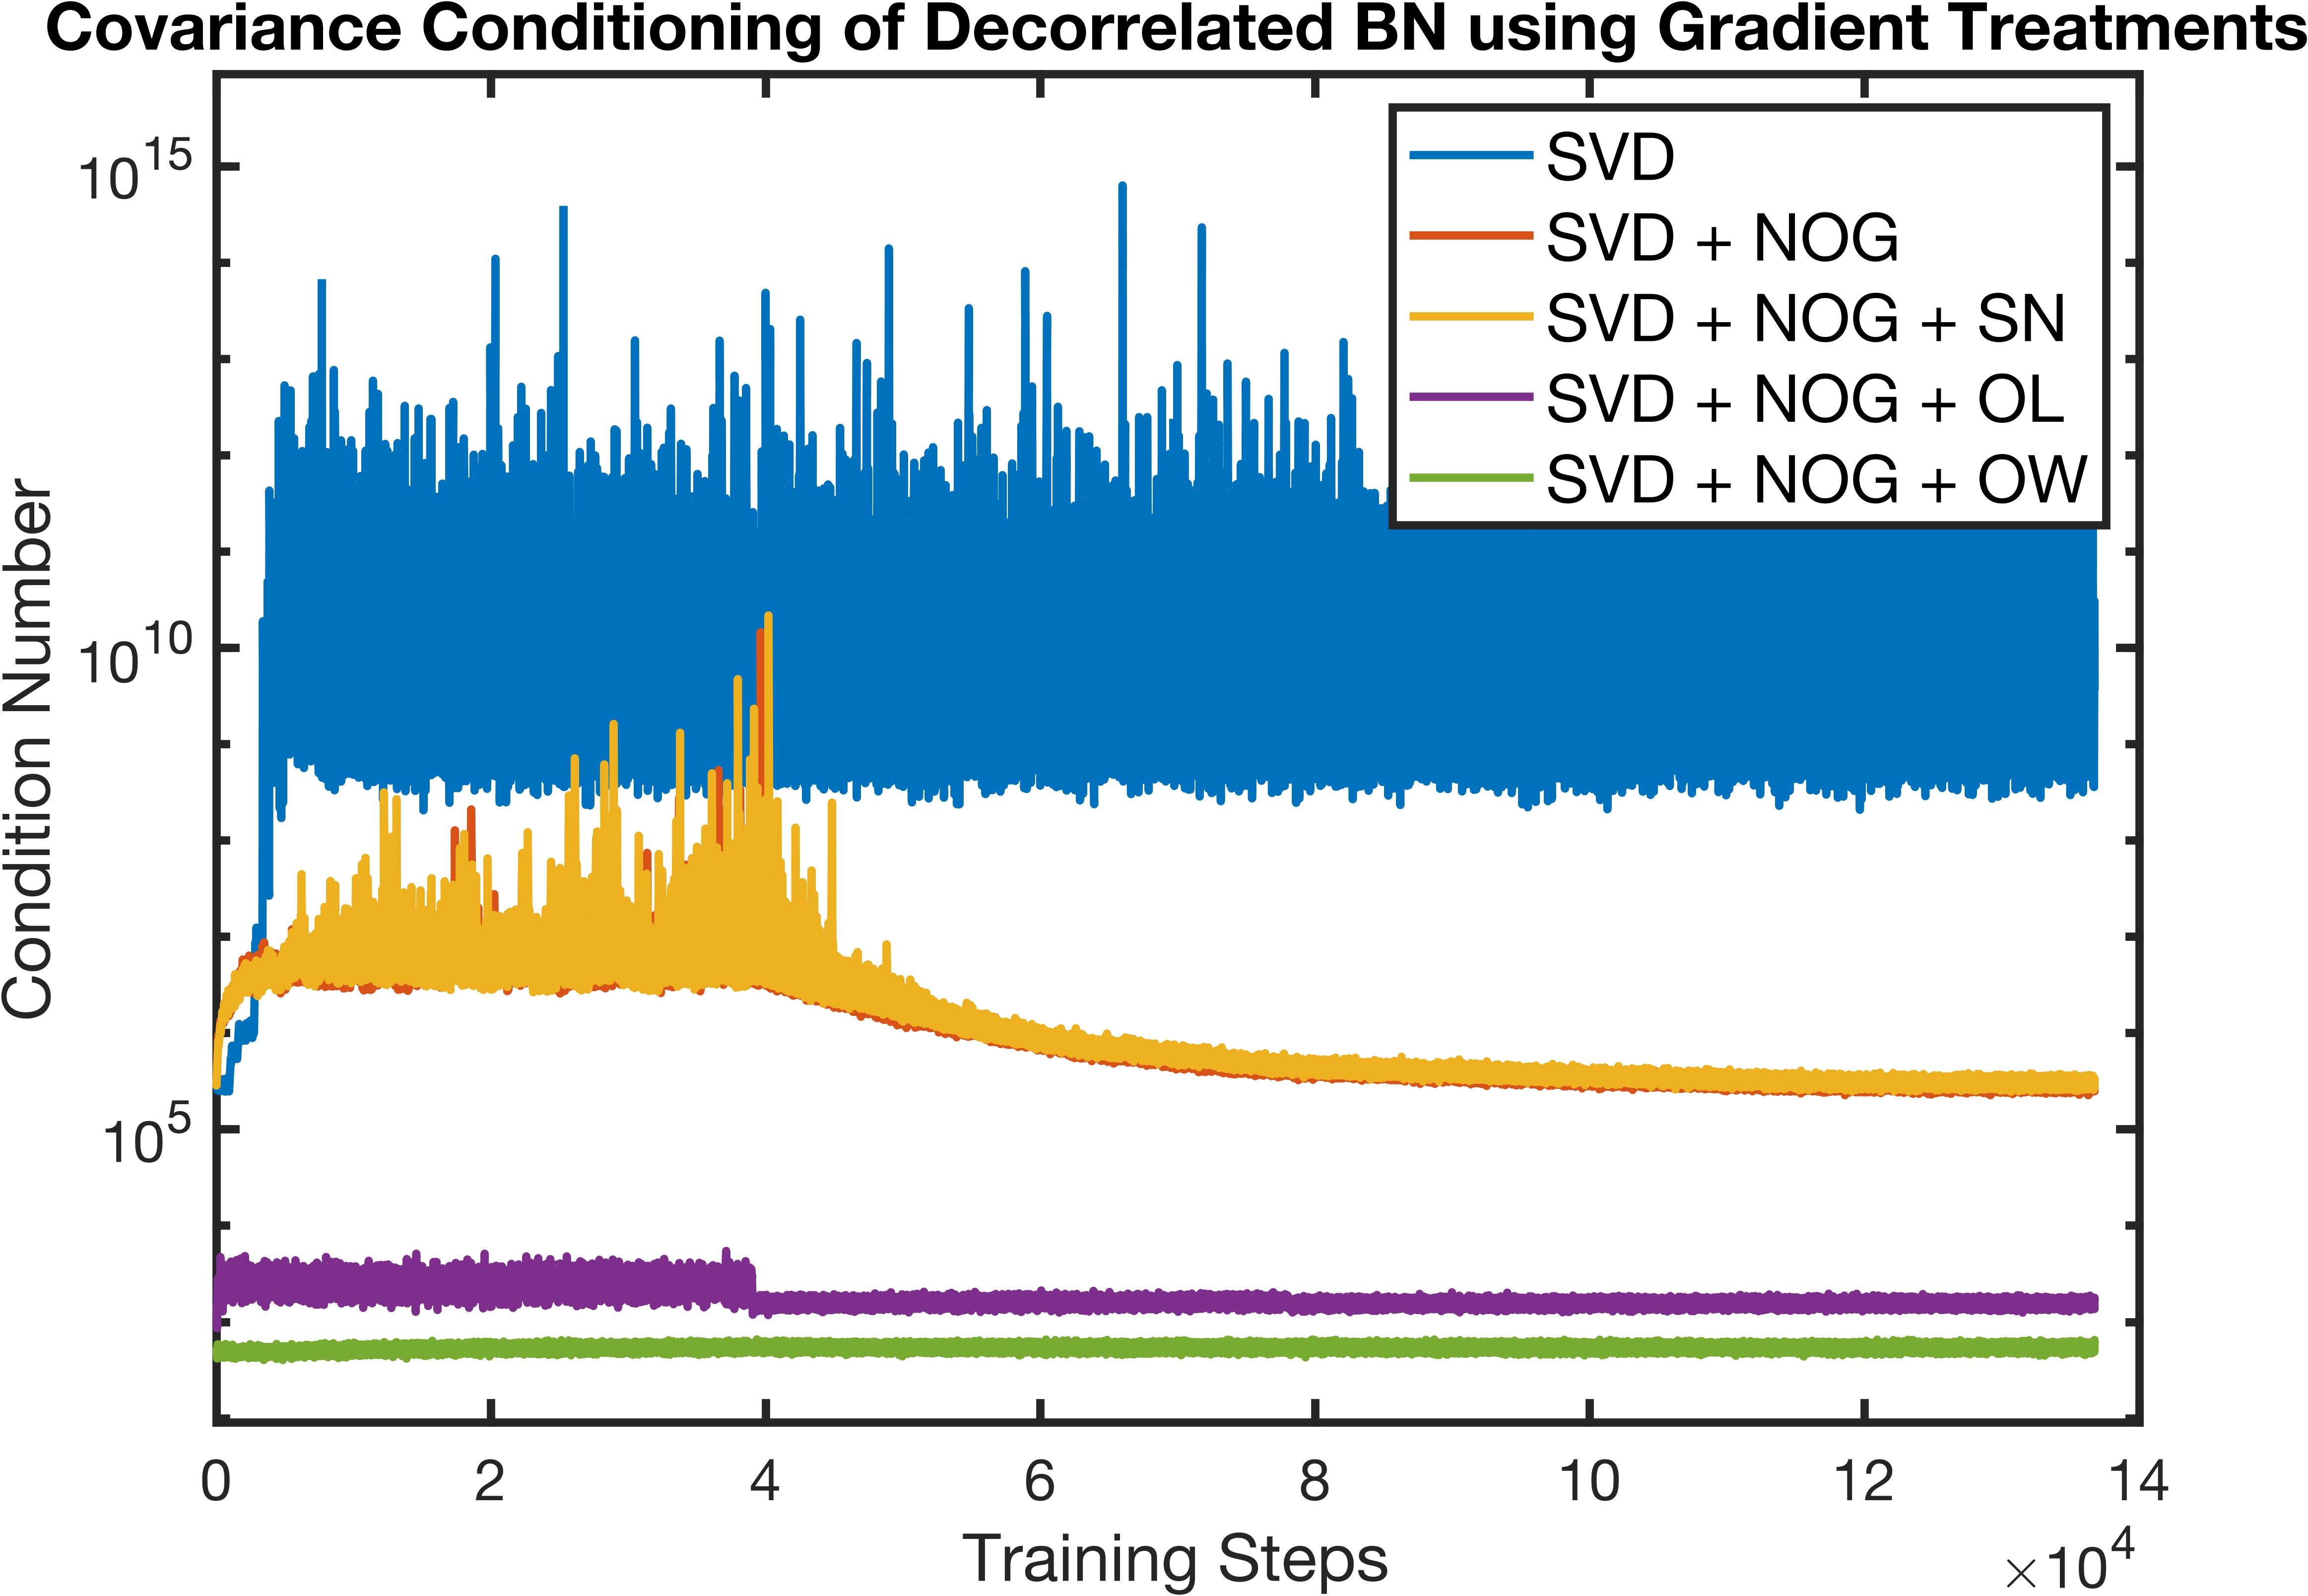 Covariance Conditioning of Decorrelated BN using Gradient Treatments
SVD
SVD + NOG
SVD + NOG + SN
SVD + NOG + OL
SVD + NOG + OW
Condition Number
10^15
10^10
10^5
0 2 4 6 8 10 12 14
Training Steps
×10^4